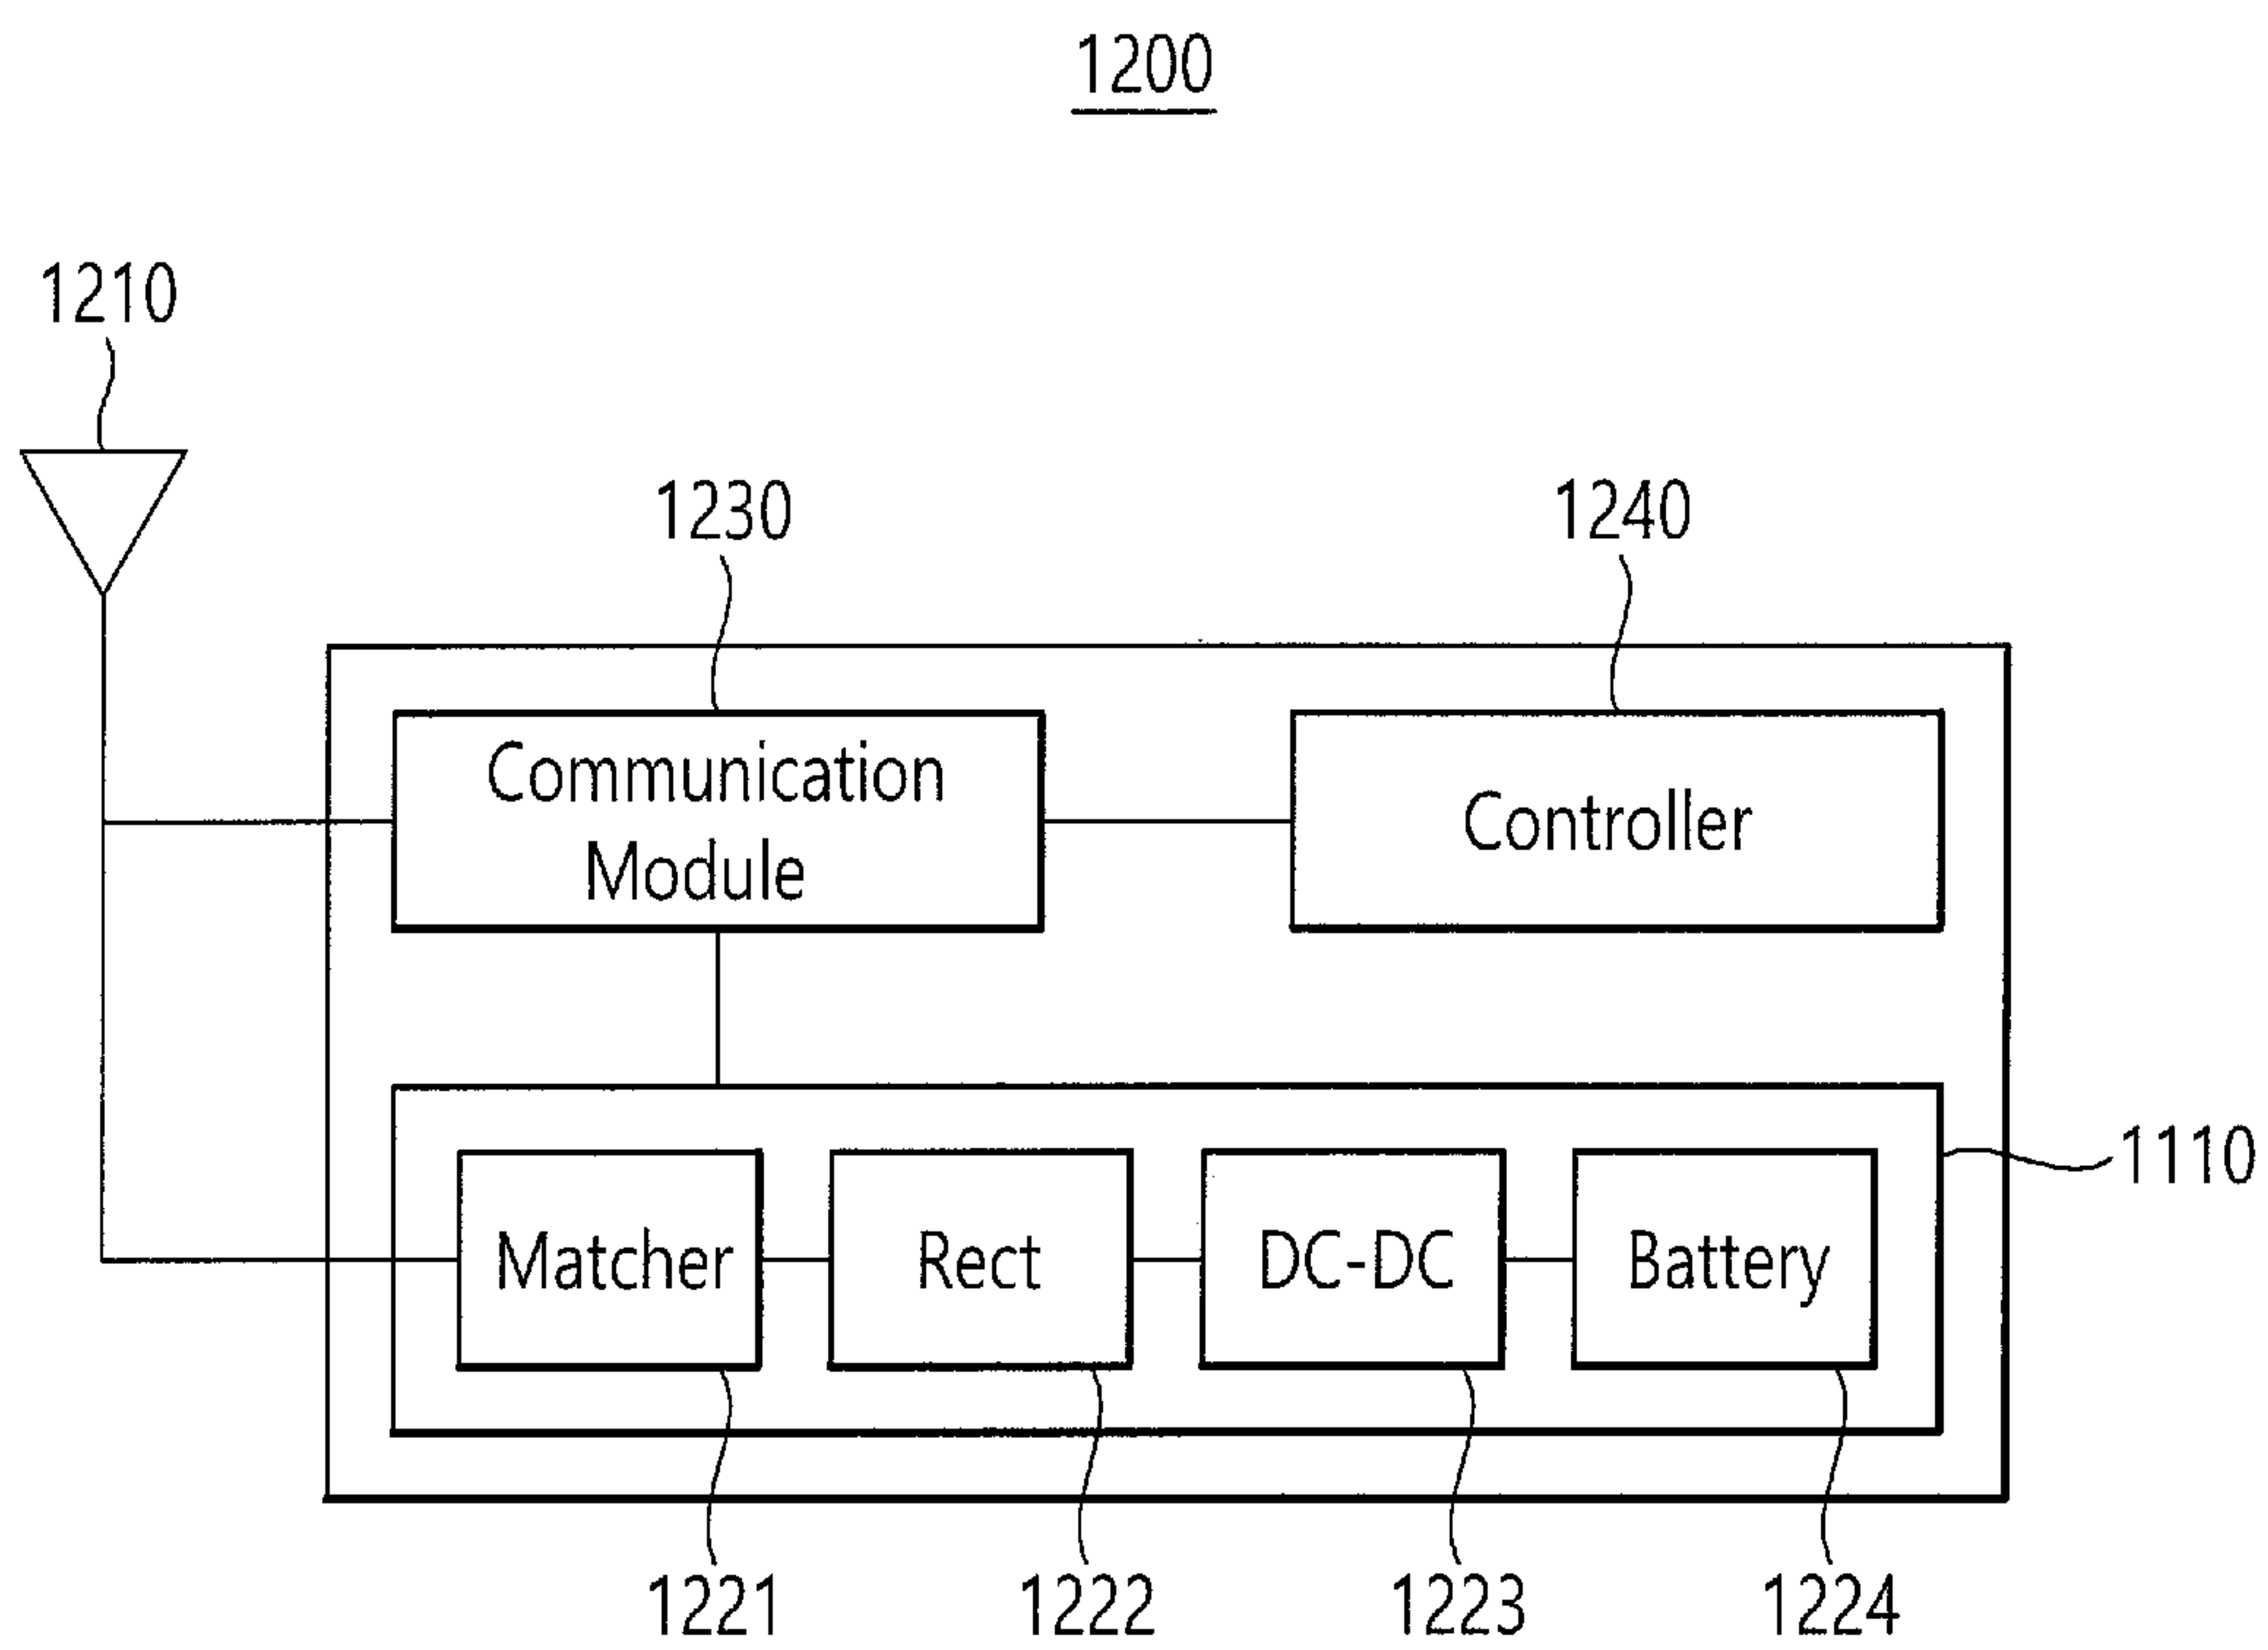 1200
1210
1230
1240
Communication
Module
Controller
1110
Matcher
Rect
DC-DC
Battery
1221
1222
1223
1224